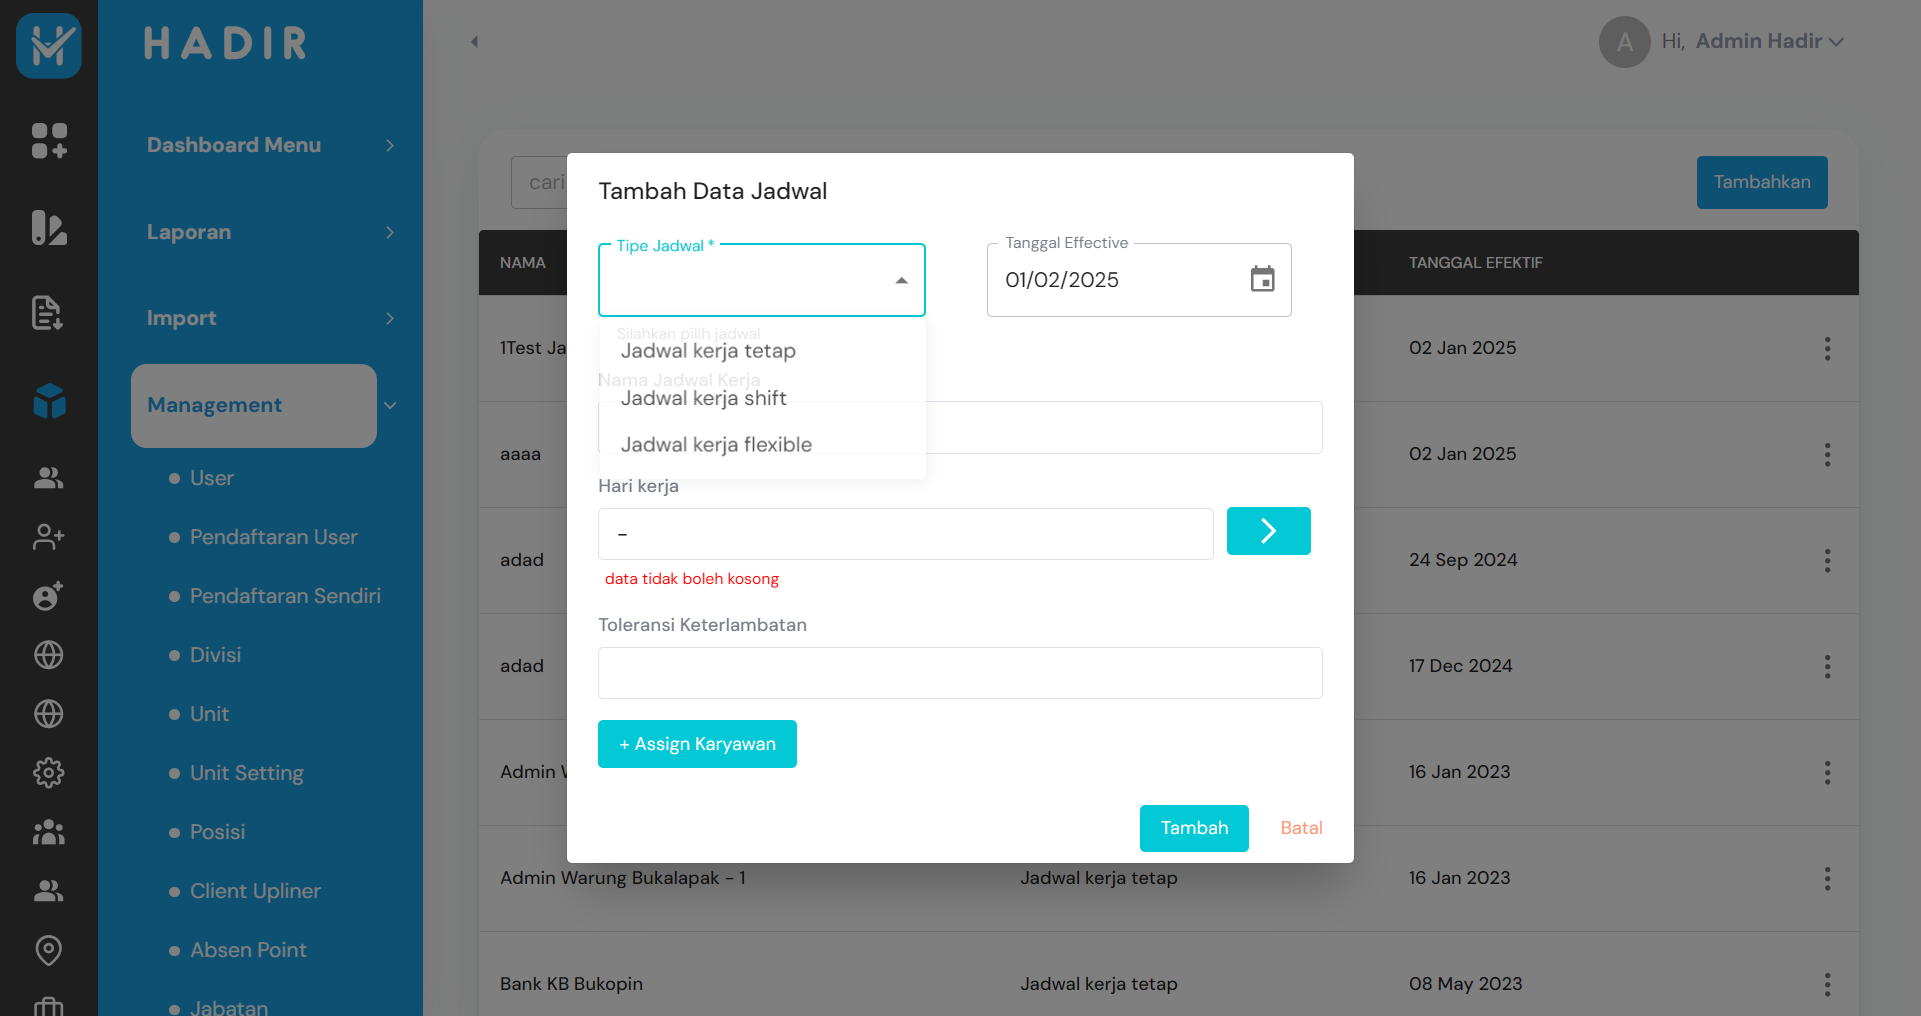 HADIR
Hi, Admin Hadir
A
Dashboard Menu
Laporan
Import
Management
User
Pendaftaran User
Pendaftaran Sendiri
Divisi
Unit
Unit Setting
Posisi
Client Upliner
Absen Point
Jabatan
cari
Tambahkan
NAMA
TANGGAL EFEKTIF
1Test Ja
02 Jan 2025
aaaa
02 Jan 2025
adad
24 Sep 2024
adad
17 Dec 2024
Admin
16 Jan 2023
Admin Warung Bukalapak - 1
Jadwal kerja tetap
16 Jan 2023
Bank KB Bukopin
Jadwal kerja tetap
08 May 2023
Tambah Data Jadwal
Tipe Jadwal *
Tanggal Effective
01/02/2025
Silahkan pilih jadwal
Jadwal kerja tetap
Nama Jadwal Kerja
Jadwal kerja shift
Jadwal kerja flexible
Hari kerja
-
data tidak boleh kosong
Toleransi Keterlambatan
+ Assign Karyawan
Tambah
Batal